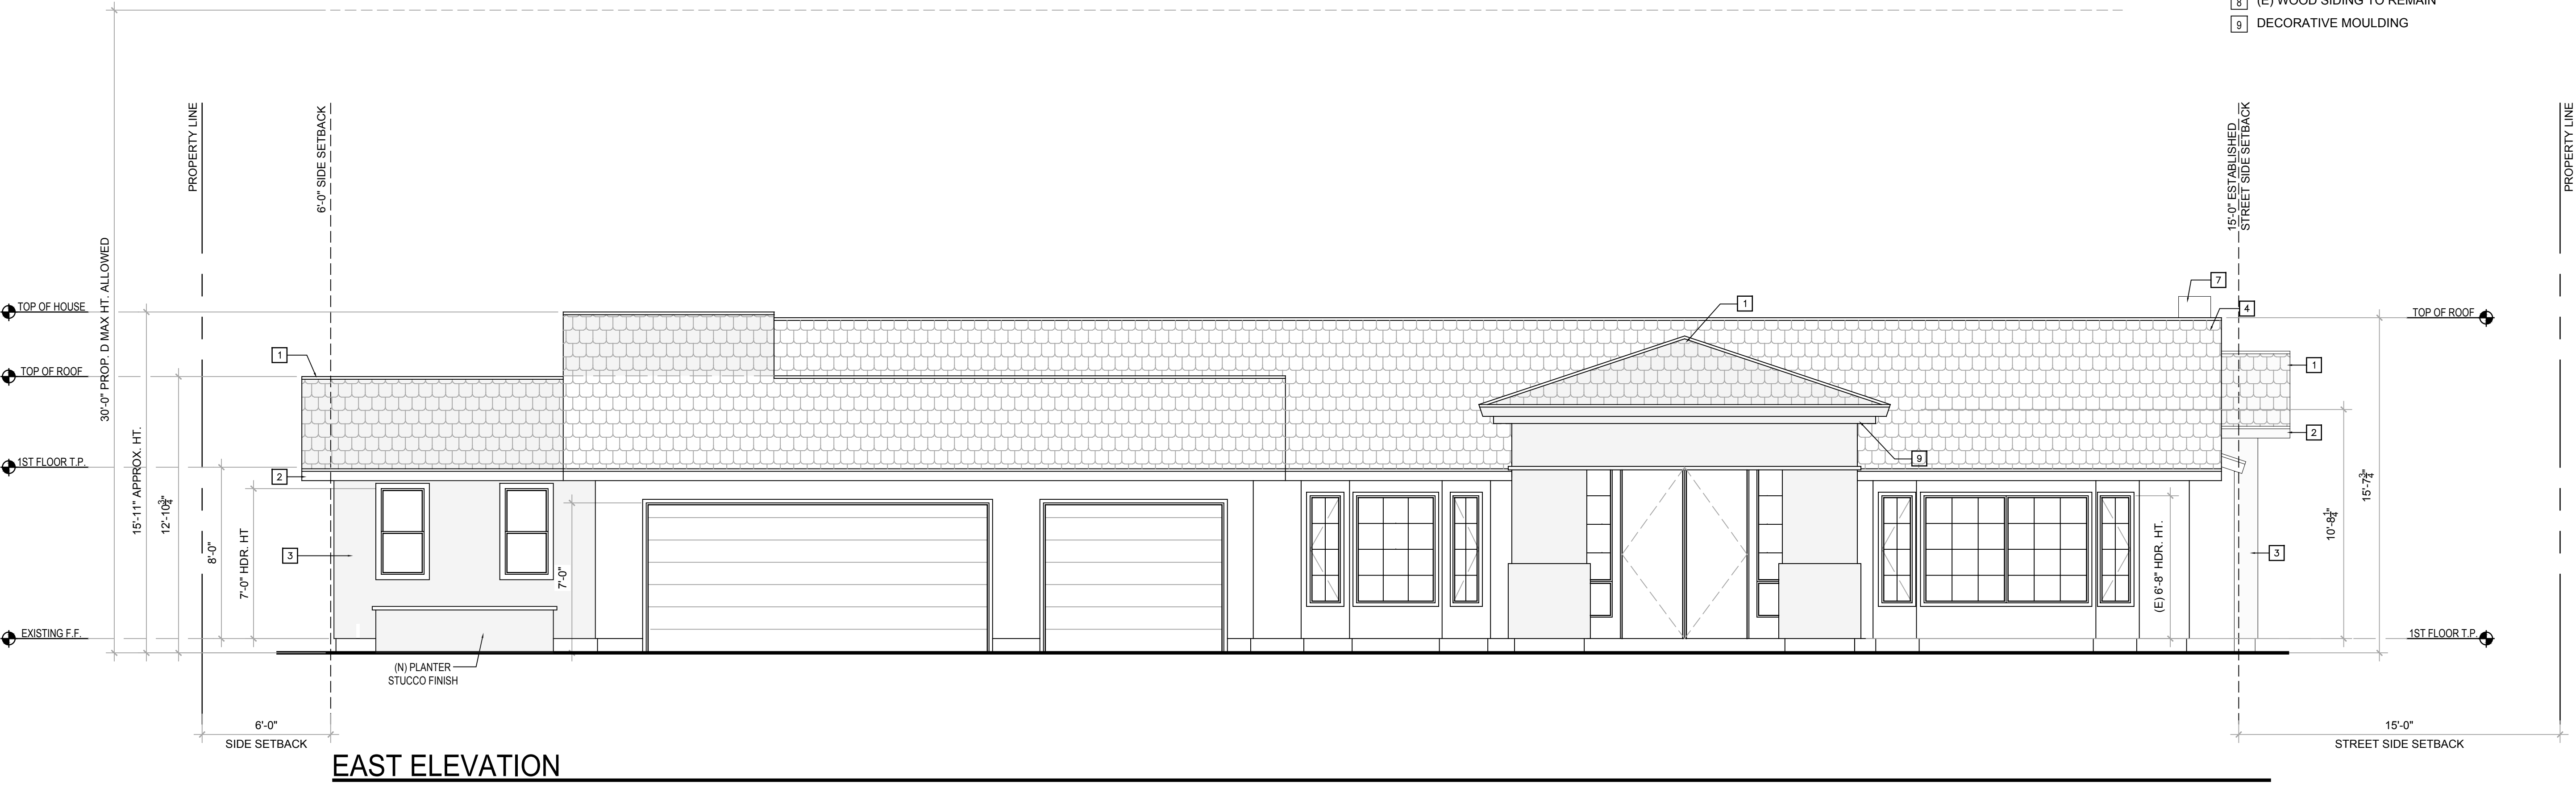 8 (E) WOOD SIDING TO REMAIN
9 DECORATIVE MOULDING
PROPERTY LINE
6'-0" SIDE SETBACK
15'-0" ESTABLISHED
STREET SIDE SETBACK
PROPERTY LINE
30'-0" PROP. D MAX HT. ALLOWED
7
TOP OF HOUSE
1
4
TOP OF ROOF
1
TOP OF ROOF
1
15'-11" APPROX. HT.
12'-10¾"
2
9
1ST FLOOR T.P.
2
8'-0"
7'-0" HDR. HT
3
7'-0"
(E) 6'-8" HDR. HT.
3
10'-8¼"
15'-7¾"
EXISTING F.F.
1ST FLOOR T.P.
(N) PLANTER
STUCCO FINISH
6'-0"
SIDE SETBACK
15'-0"
STREET SIDE SETBACK
EAST ELEVATION